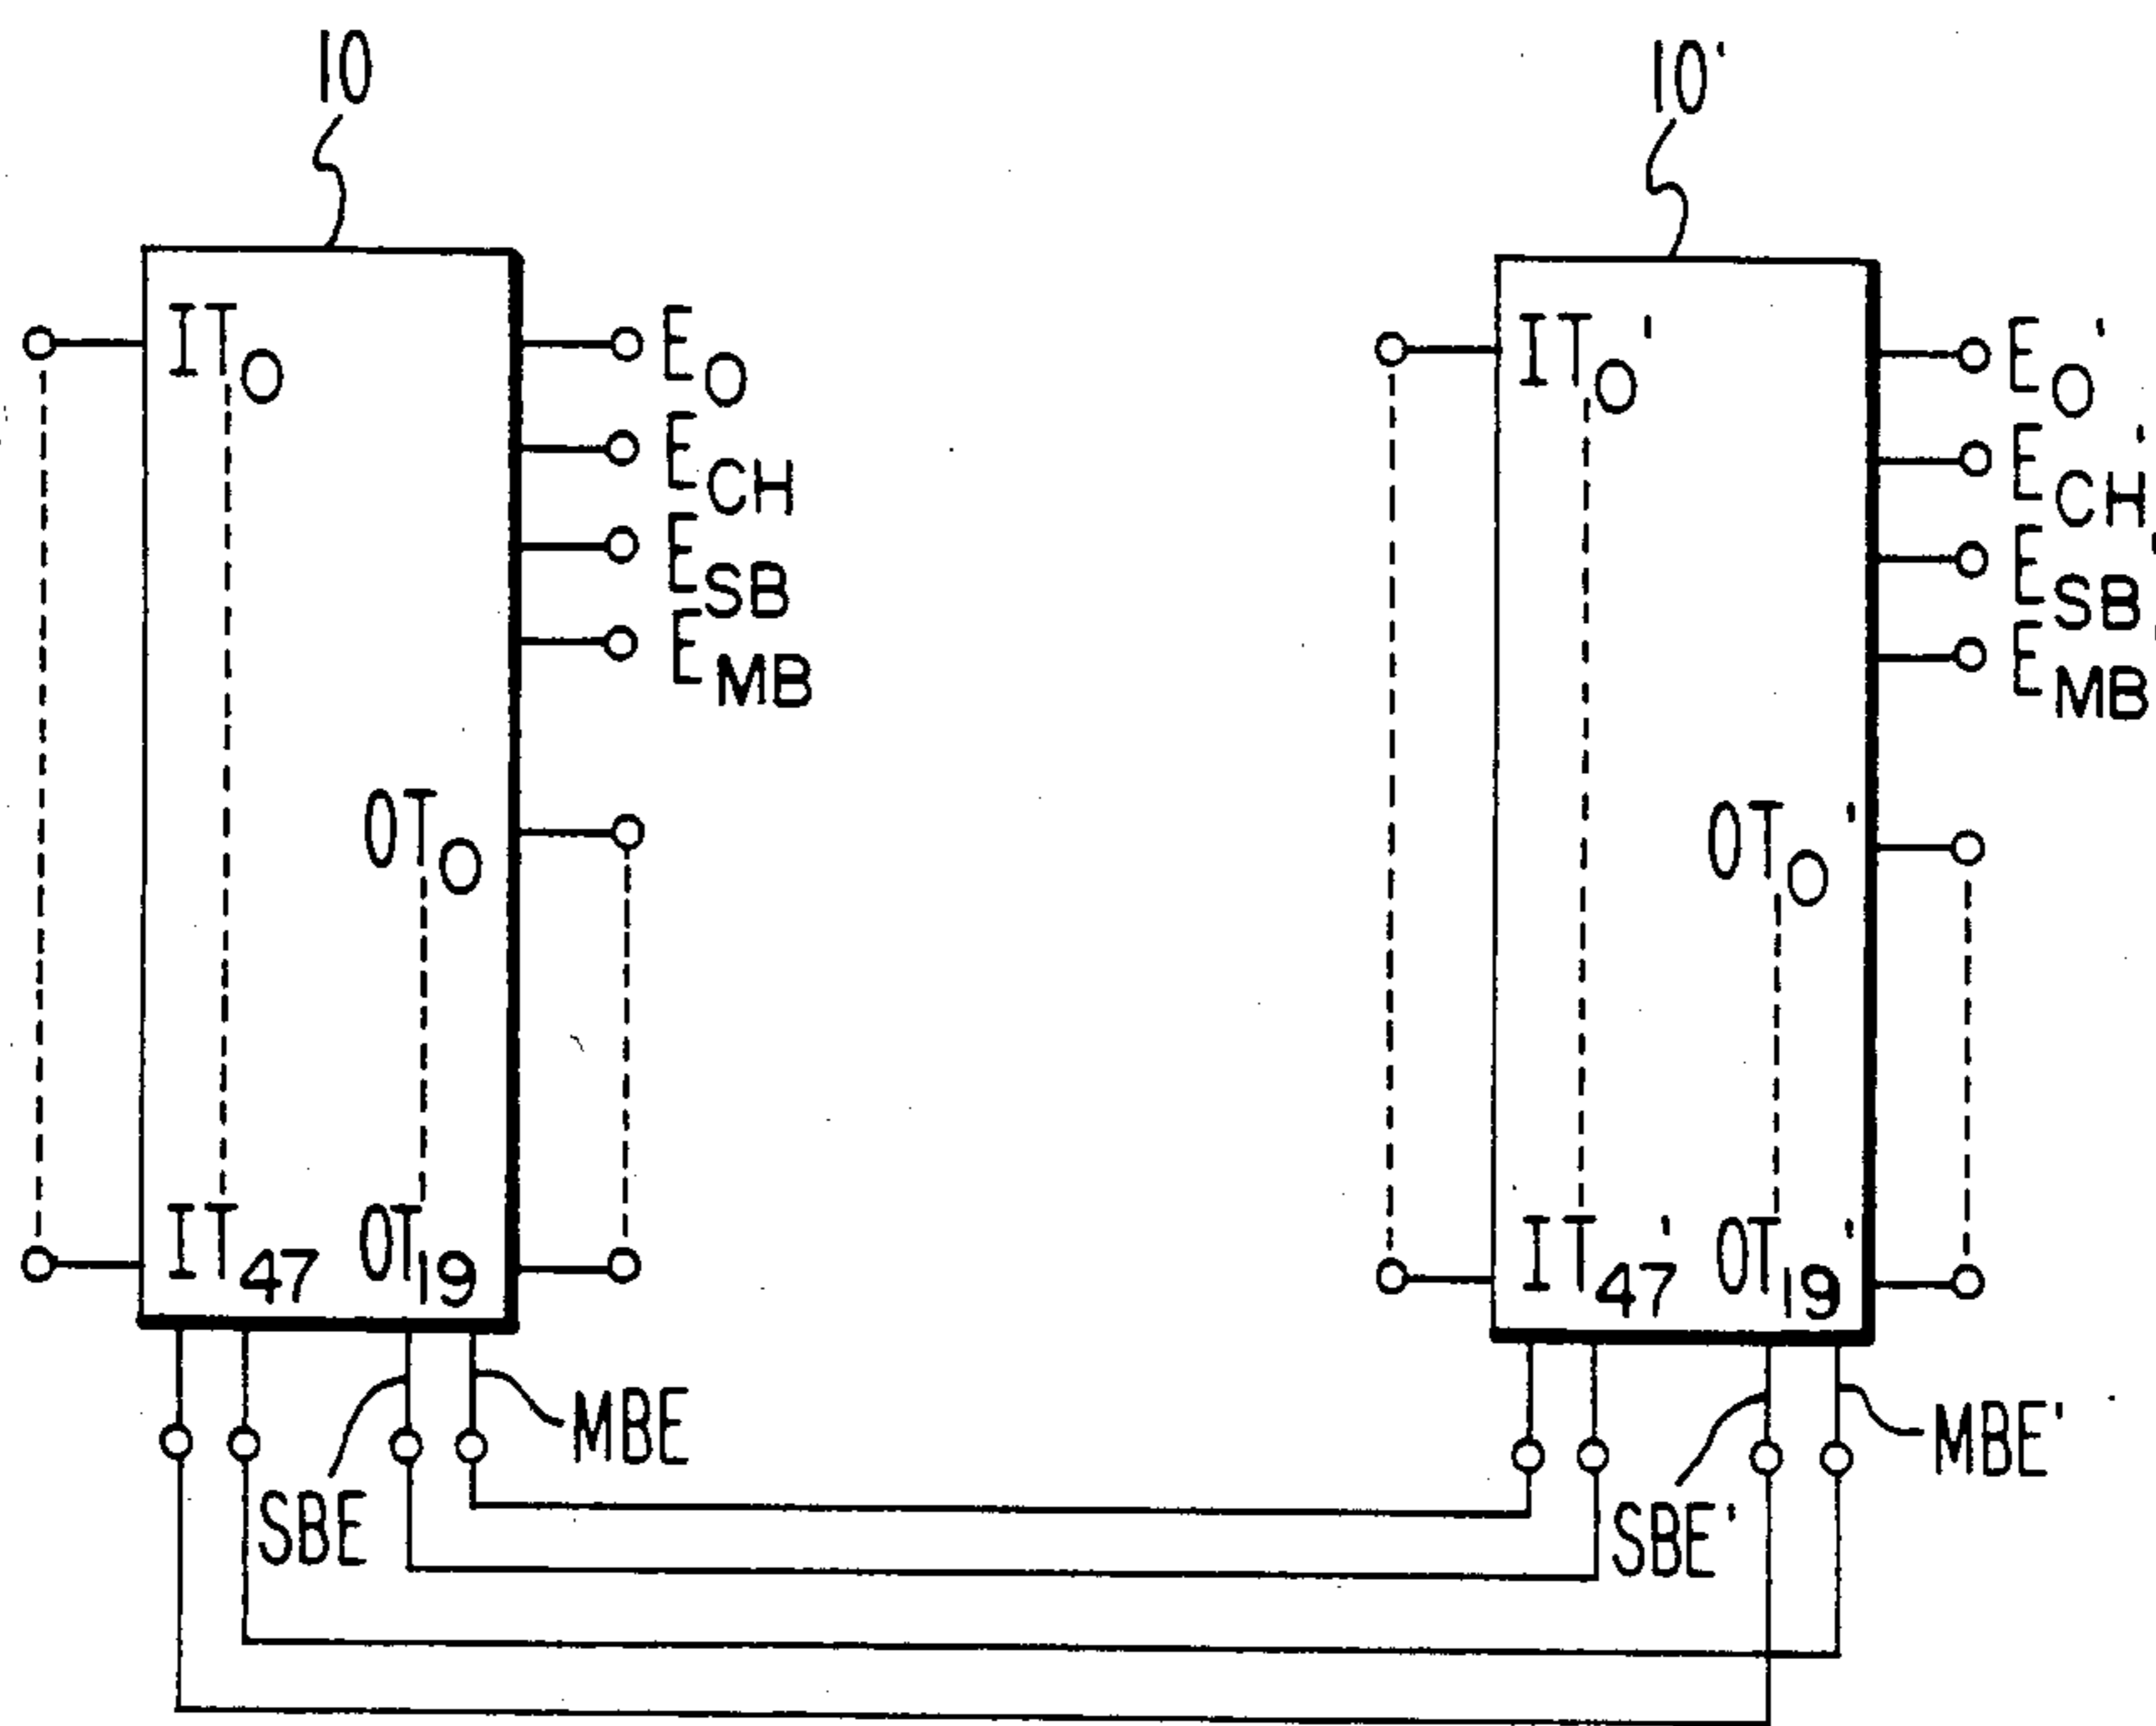 10
IT0
E0
ECH
ESB
EMB
OT0
IT47
OT19
SBE
MBE
10'
IT0'
E0'
ECH'
ESB'
EMB'
OT0'
IT47'
OT19'
SBE'
MBE'